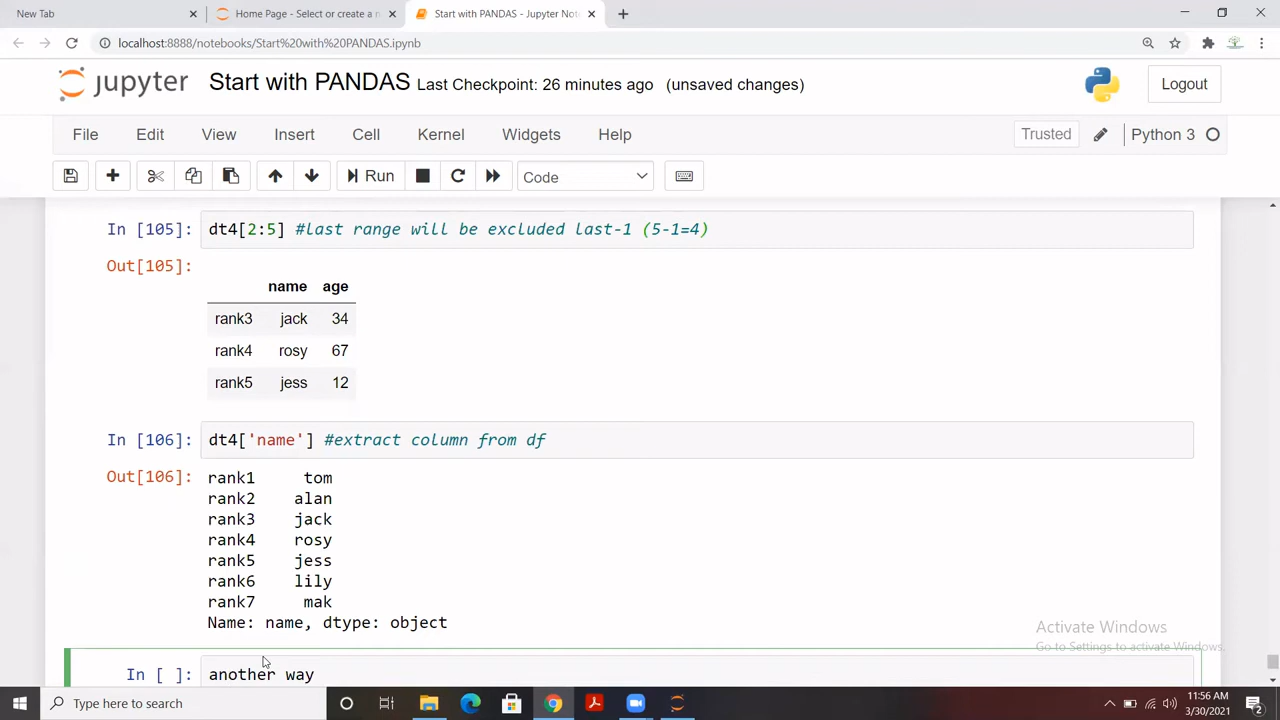 New Tab
Home Page - Select or create a n
Start with PANDAS - Jupyter Not
localhost:8888/notebooks/Start%20with%20PANDAS.ipynb
jupyter Start with PANDAS Last Checkpoint: 26 minutes ago (unsaved changes)
Logout
File Edit View Insert Cell Kernel Widgets Help
Trusted Python 3
Run Code
In [105]: dt4[2:5] #last range will be excluded last-1 (5-1=4)
Out[105]:
name age
rank3 jack 34
rank4 rosy 67
rank5 jess 12
In [106]: dt4['name'] #extract column from df
Out[106]: rank1 tom
rank2 alan
rank3 jack
rank4 rosy
rank5 jess
rank6 lily
rank7 mak
Name: name, dtype: object
Activate Windows
Go to Settings to activate Windows.
In [ ]: another way
Type here to search
11:56 AM
3/30/2021
2